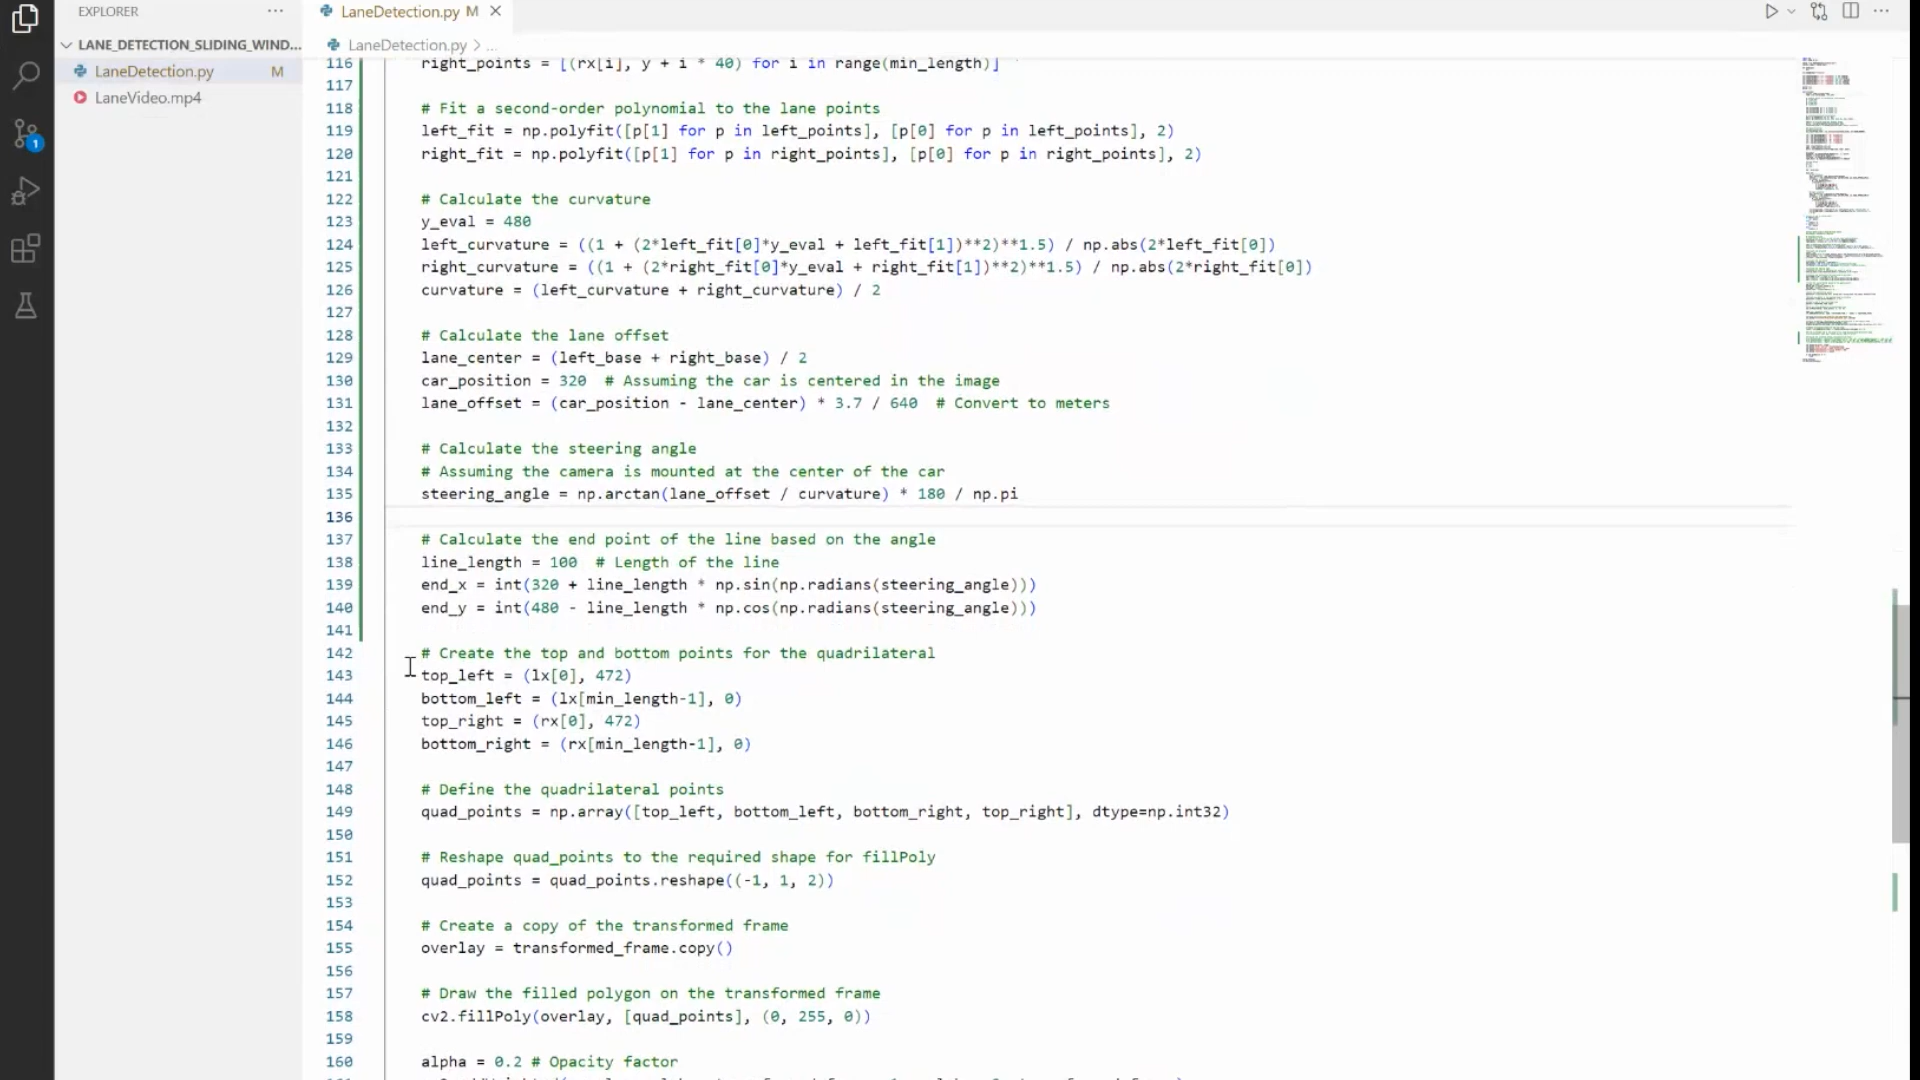 EXPLORER
LANE_DETECTION_SLIDING_WIND...
LaneDetection.py M
LaneVideo.mp4
1
LaneDetection.py M
LaneDetection.py > ...
116 right_points = [(rx[i], y + i * 40) for i in range(min_length)]
117
118 # Fit a second-order polynomial to the lane points
119 left_fit = np.polyfit([p[1] for p in left_points], [p[0] for p in left_points], 2)
120 right_fit = np.polyfit([p[1] for p in right_points], [p[0] for p in right_points], 2)
121
122 # Calculate the curvature
123 y_eval = 480
124 left_curvature = ((1 + (2*left_fit[0]*y_eval + left_fit[1])**2)**1.5) / np.abs(2*left_fit[0])
125 right_curvature = ((1 + (2*right_fit[0]*y_eval + right_fit[1])**2)**1.5) / np.abs(2*right_fit[0])
126 curvature = (left_curvature + right_curvature) / 2
127
128 # Calculate the lane offset
129 lane_center = (left_base + right_base) / 2
130 car_position = 320  # Assuming the car is centered in the image
131 lane_offset = (car_position - lane_center) * 3.7 / 640  # Convert to meters
132
133 # Calculate the steering angle
134 # Assuming the camera is mounted at the center of the car
135 steering_angle = np.arctan(lane_offset / curvature) * 180 / np.pi
136
137 # Calculate the end point of the line based on the angle
138 line_length = 100  # Length of the line
139 end_x = int(320 + line_length * np.sin(np.radians(steering_angle)))
140 end_y = int(480 - line_length * np.cos(np.radians(steering_angle)))
141
142 # Create the top and bottom points for the quadrilateral
143 top_left = (lx[0], 472)
144 bottom_left = (lx[min_length-1], 0)
145 top_right = (rx[0], 472)
146 bottom_right = (rx[min_length-1], 0)
147
148 # Define the quadrilateral points
149 quad_points = np.array([top_left, bottom_left, bottom_right, top_right], dtype=np.int32)
150
151 # Reshape quad_points to the required shape for fillPoly
152 quad_points = quad_points.reshape((-1, 1, 2))
153
154 # Create a copy of the transformed frame
155 overlay = transformed_frame.copy()
156
157 # Draw the filled polygon on the transformed frame
158 cv2.fillPoly(overlay, [quad_points], (0, 255, 0))
159
160 alpha = 0.2 # Opacity factor